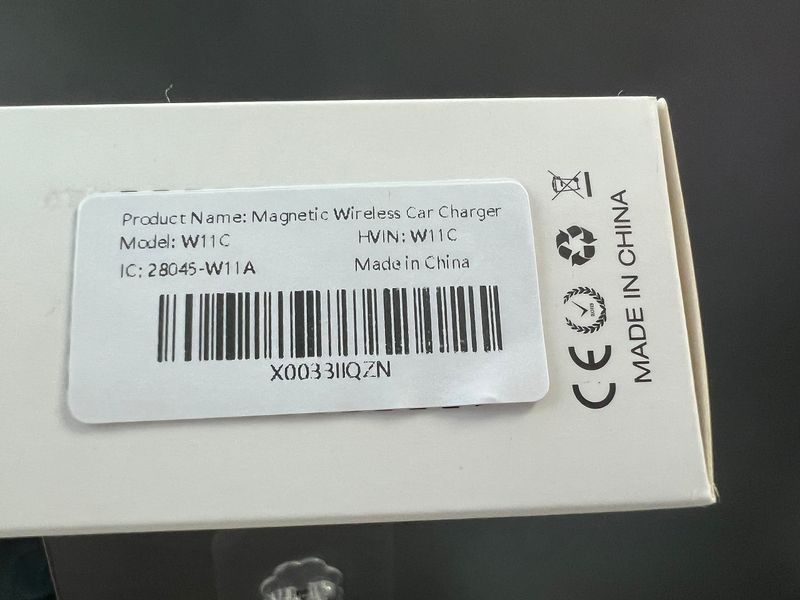 Product Name: Magnetic Wireless Car Charger
Model: W11C
HVIN: W11C
IC: 28045-W11A
Made in China
X0033IIQZN
CE
MADE IN CHINA